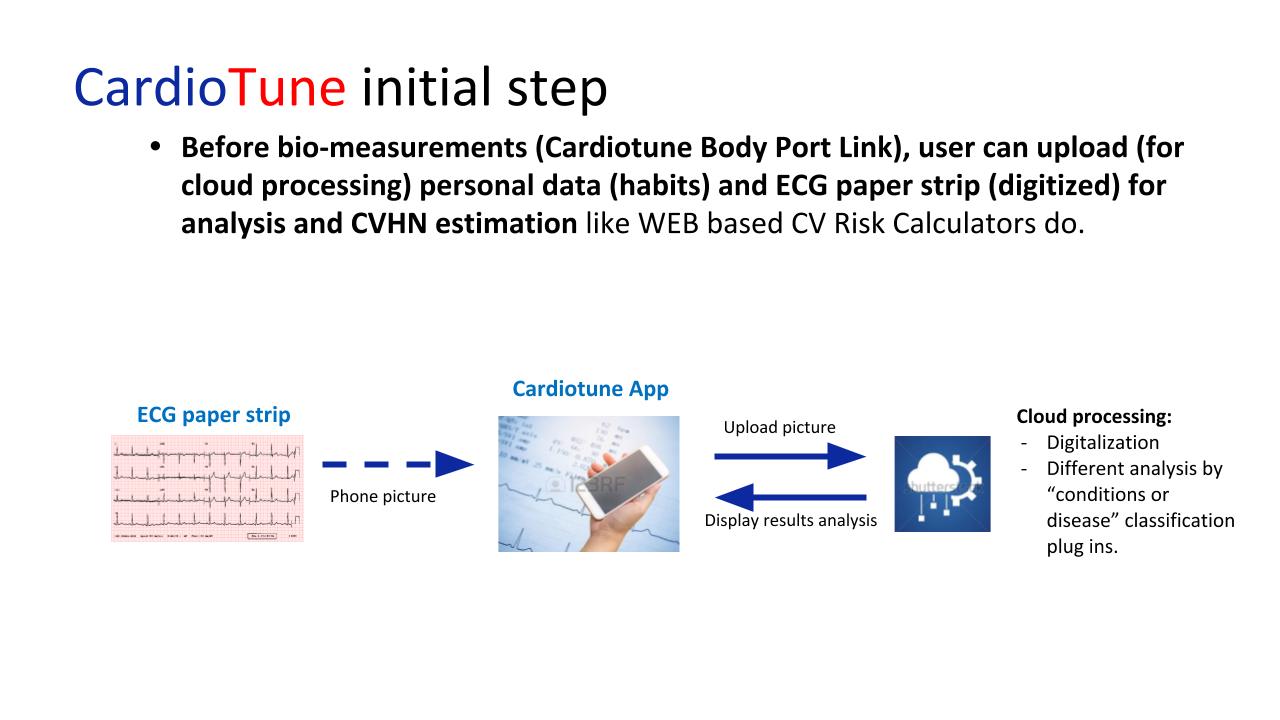 CardioTune initial step
• Before bio-measurements (Cardiotune Body Port Link), user can upload (for
cloud processing) personal data (habits) and ECG paper strip (digitized) for
analysis and CVHN estimation like WEB based CV Risk Calculators do.
Cardiotune App
ECG paper strip
Phone picture
123RF
Upload picture
Display results analysis
Cloud processing:
- Digitalization
- Different analysis by
“conditions or
disease” classification
plug ins.